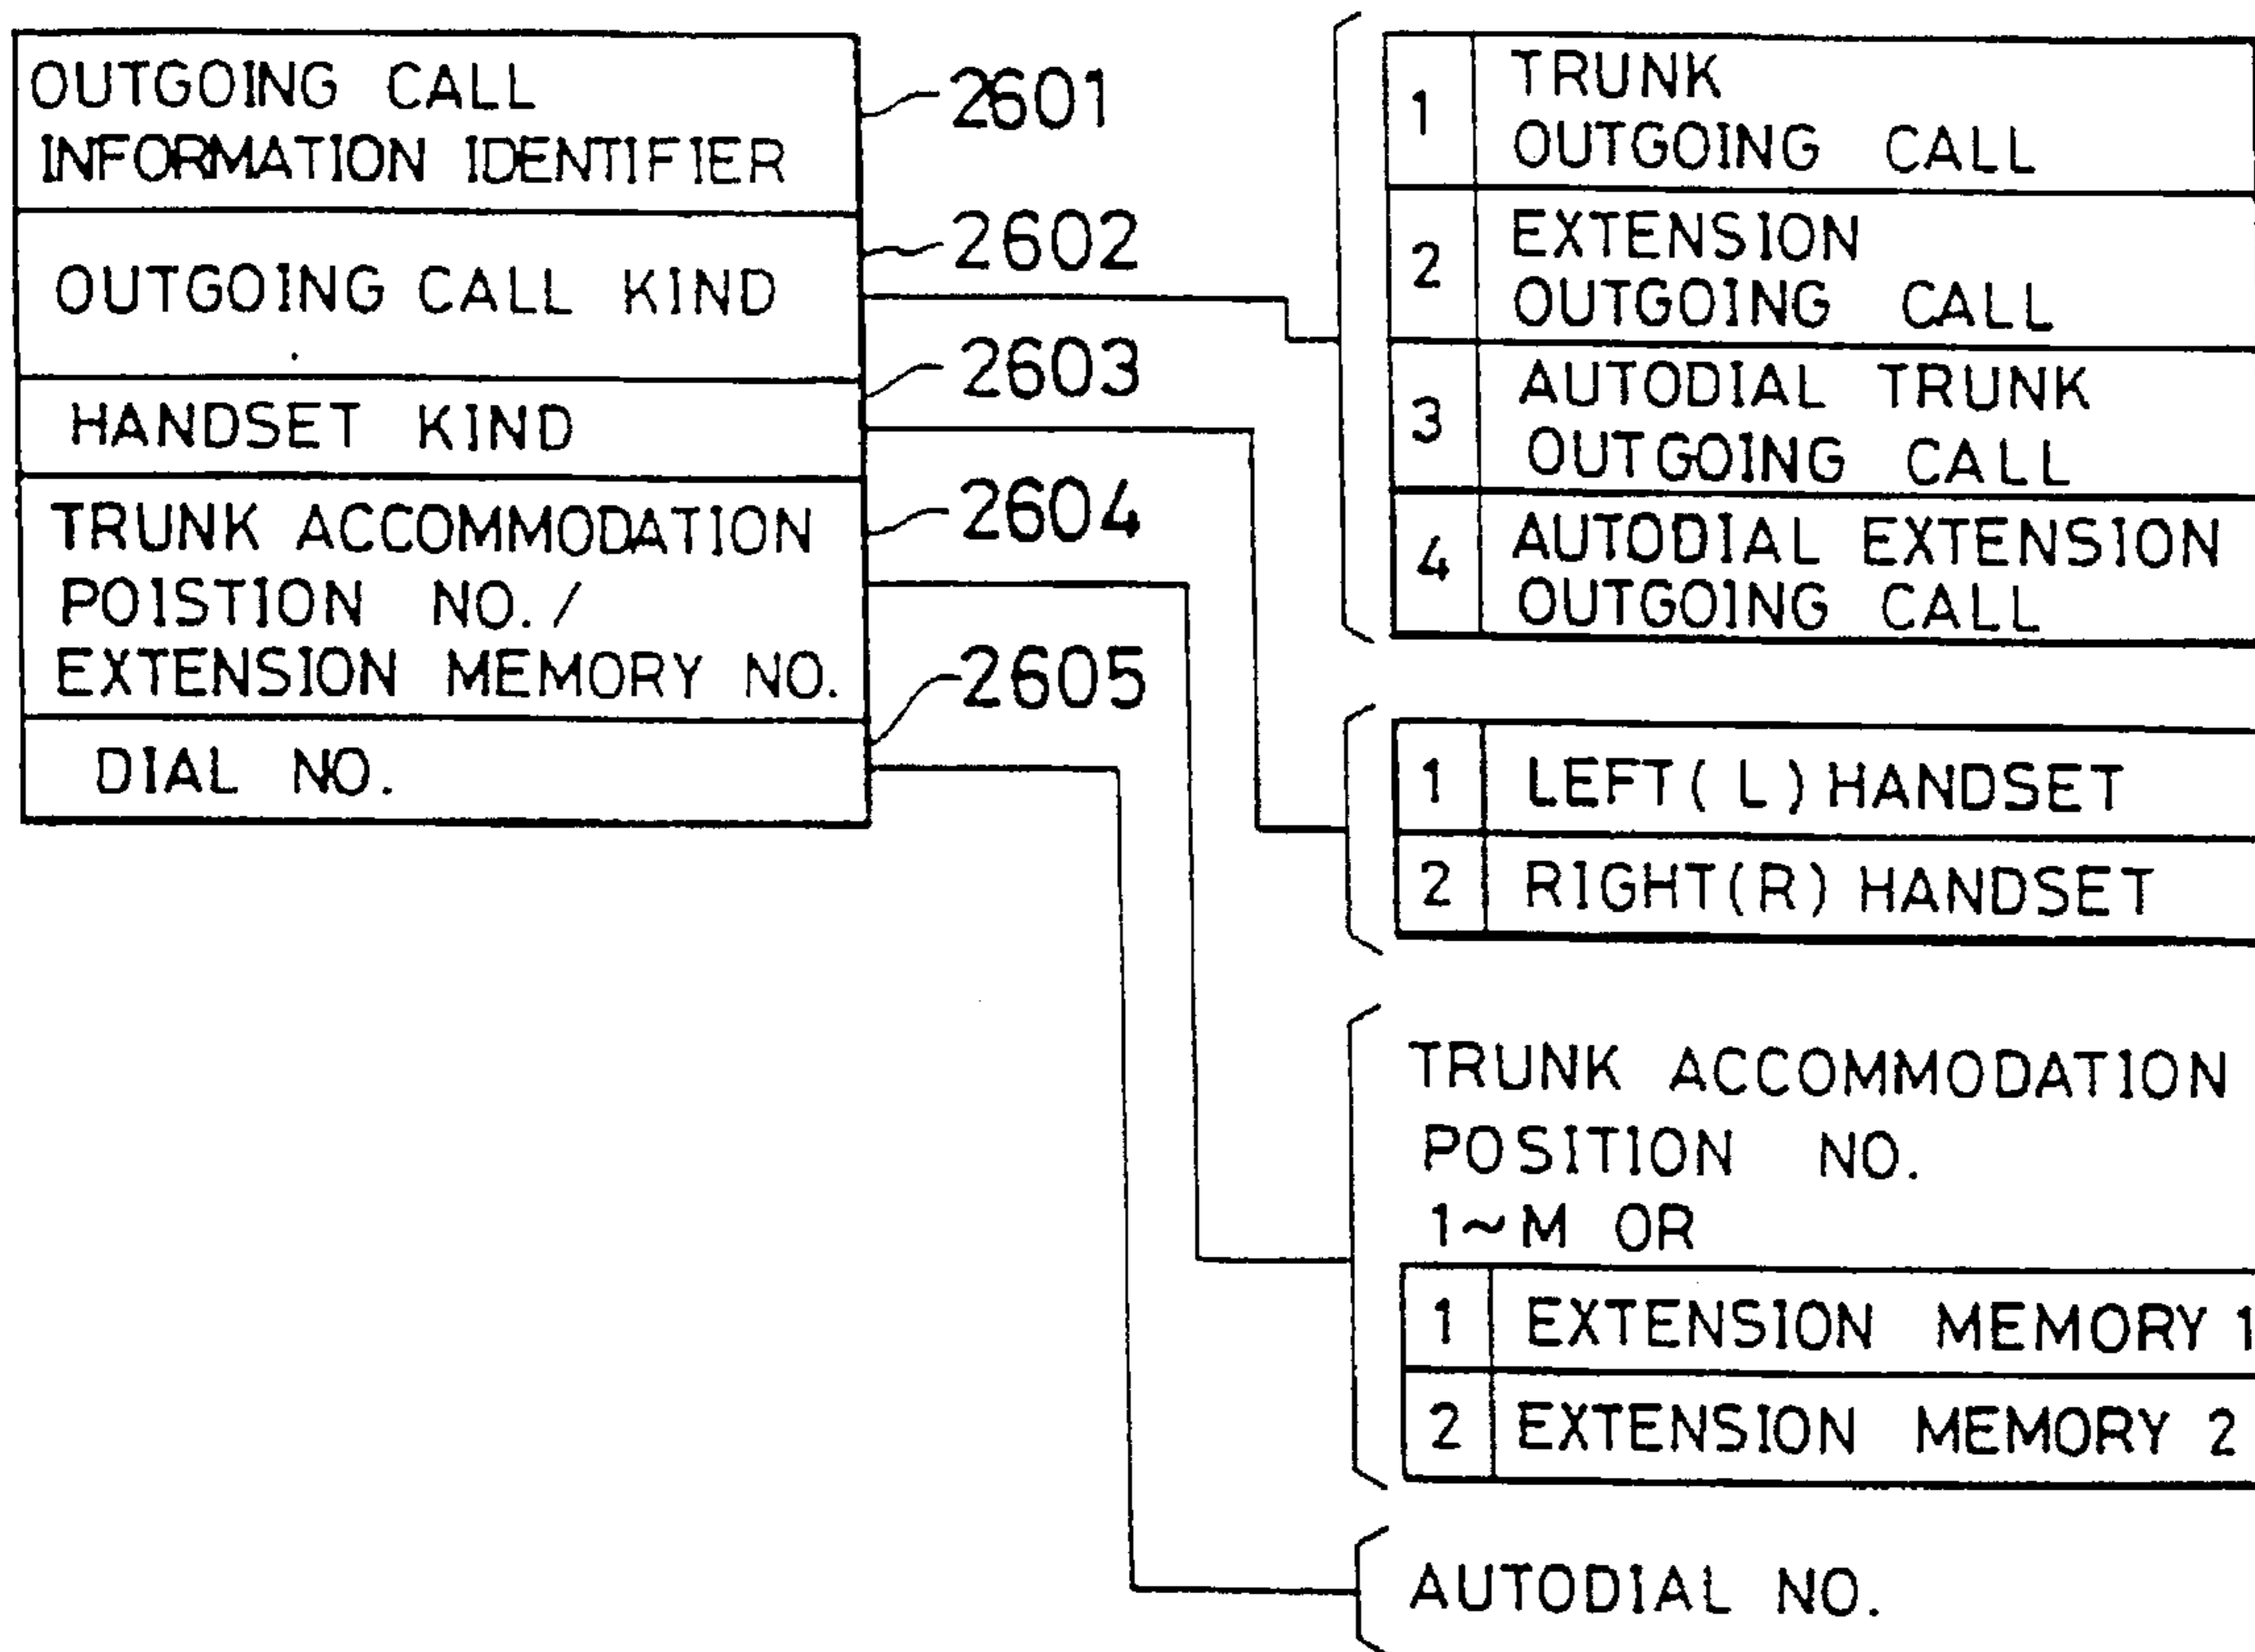 OUTGOING CALL
INFORMATION IDENTIFIER
2601
OUTGOING CALL KIND
2602
HANDSET KIND
2603
TRUNK ACCOMMODATION
POISTION NO./
EXTENSION MEMORY NO.
2604
DIAL NO.
2605
1 TRUNK
OUTGOING CALL
2 EXTENSION
OUTGOING CALL
3 AUTODIAL TRUNK
OUTGOING CALL
4 AUTODIAL EXTENSION
OUTGOING CALL
1 LEFT(L) HANDSET
2 RIGHT(R) HANDSET
TRUNK ACCOMMODATION
POSITION NO.
1~M OR
1 EXTENSION MEMORY 1
2 EXTENSION MEMORY 2
AUTODIAL NO.